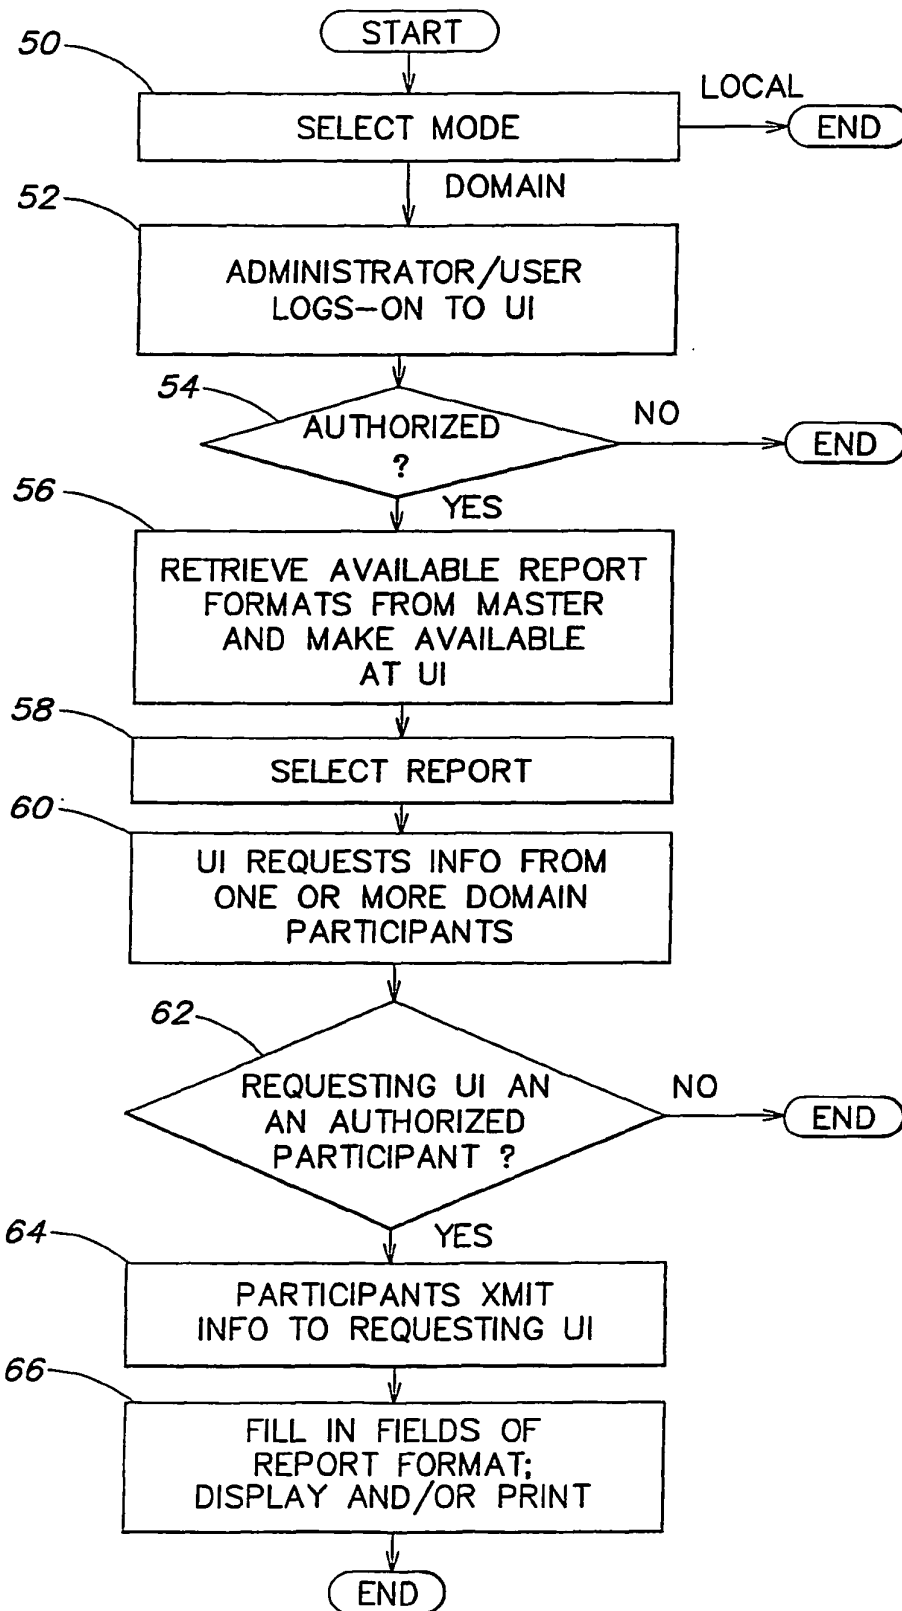 START
50
SELECT MODE
LOCAL
END
DOMAIN
52
ADMINISTRATOR/USER
LOGS-ON TO UI
54
AUTHORIZED
?
NO
END
YES
56
RETRIEVE AVAILABLE REPORT
FORMATS FROM MASTER
AND MAKE AVAILABLE
AT UI
58
SELECT REPORT
60
UI REQUESTS INFO FROM
ONE OR MORE DOMAIN
PARTICIPANTS
62
REQUESTING UI AN
AN AUTHORIZED
PARTICIPANT ?
NO
END
YES
64
PARTICIPANTS XMIT
INFO TO REQUESTING UI
66
FILL IN FIELDS OF
REPORT FORMAT;
DISPLAY AND/OR PRINT
END